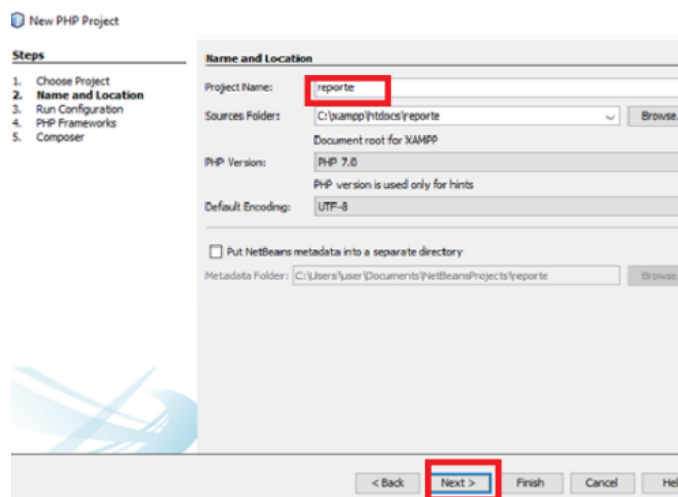 New PHP Project
Steps
1. Choose Project
2. Name and Location
3. Run Configuration
4. PHP Frameworks
5. Composer
Name and Location
Project Name: reporte
Sources Folder: C:\xampp\htdocs\reporte Browse.
Document root for XAMPP
PHP Version: PHP 7.0
PHP version is used only for hints
Default Encoding: UTF-8
Put NetBeans metadata into a separate directory
Metadata Folder: C:\Users\user\Documents\NetBeansProjects\reporte Browse.
< Back Next > Finish Cancel Hel